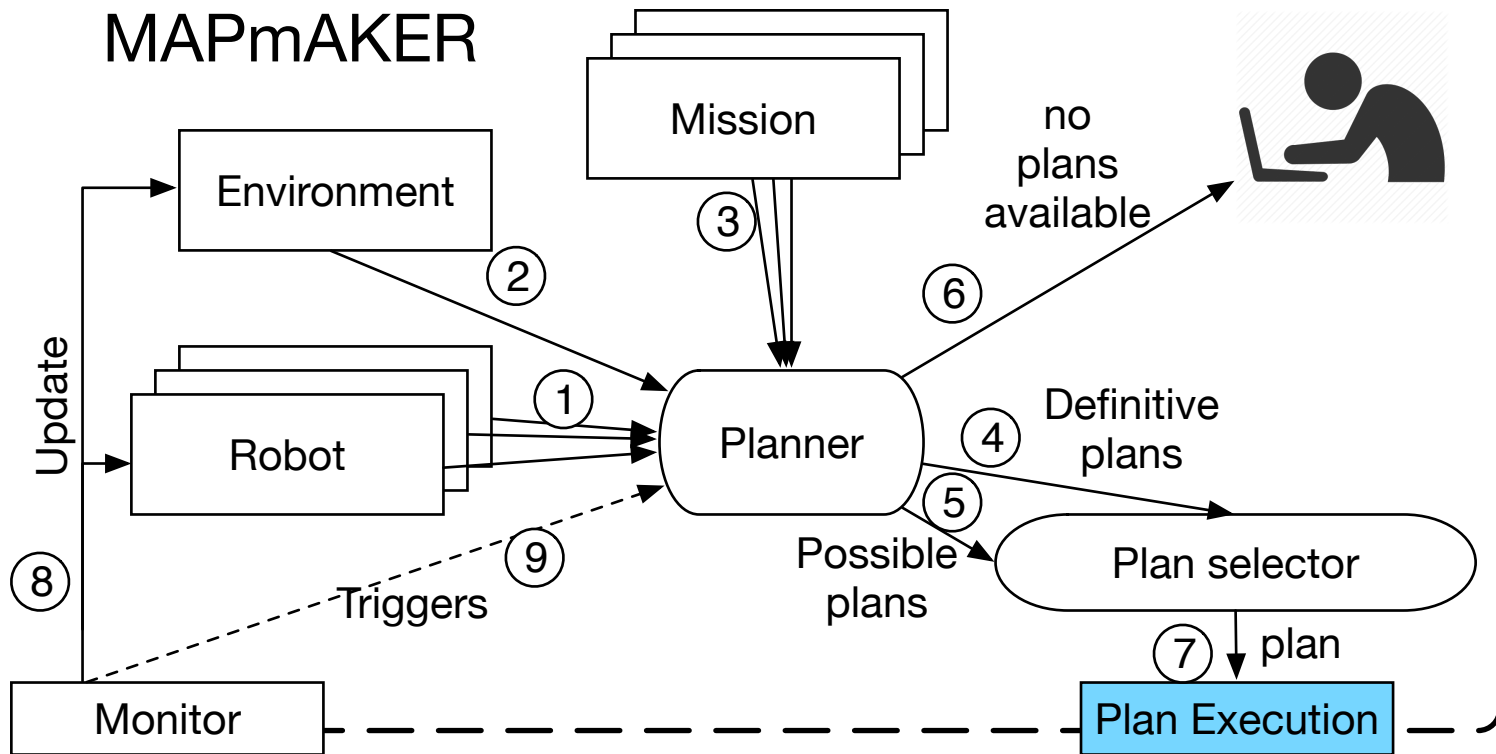 MAPmAKER
Mission
no
plans
available
Environment
3
2
6
Update
1
Robot
Planner
Definitive
plans
4
5
Possible
plans
9
8
Triggers
Plan selector
7
plan
Monitor
Plan Execution